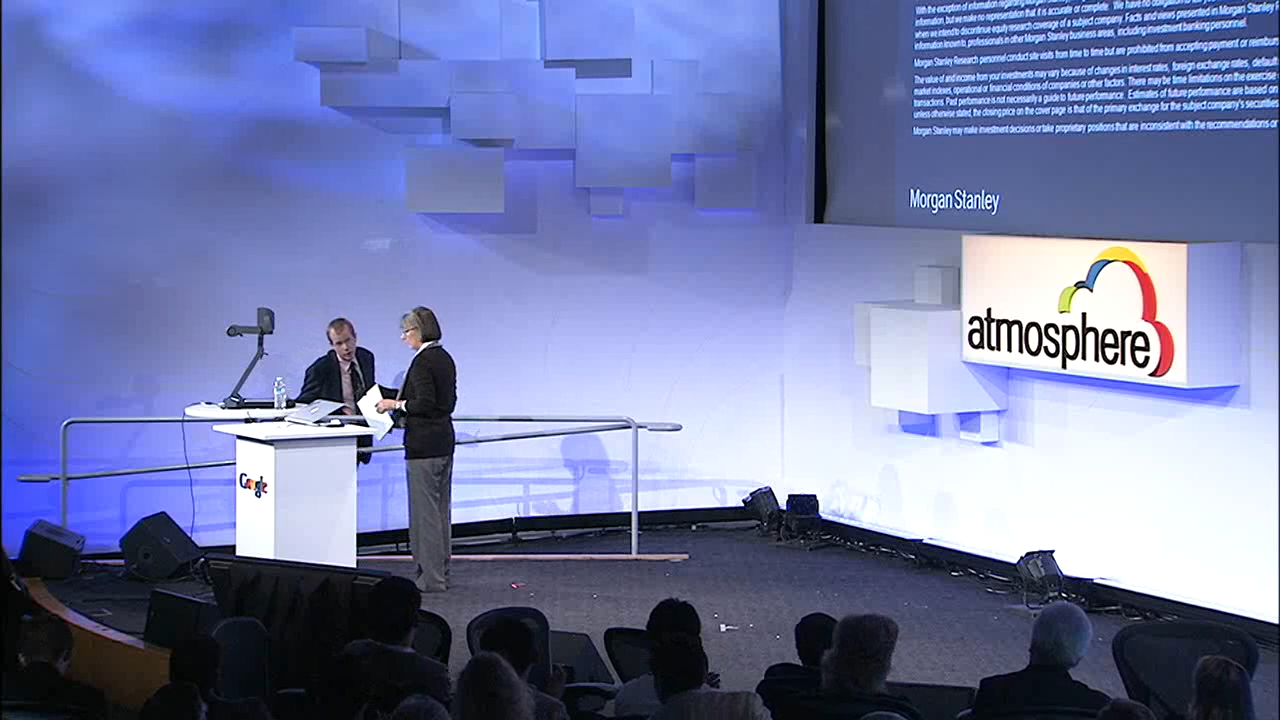 With the exception of information regarding Morgan Stanley
information, but we make no representation that it is accurate or complete. We have no obligation to tell you
when we intend to discontinue equity research coverage of a subject company. Facts and views presented in Morgan Stanley R
information known to, professionals in other Morgan Stanley business areas, including investment banking personnel.
Morgan Stanley Research personnel conduct site visits from time to time but are prohibited from accepting payment or reimburs
The value of and income from your investments may vary because of changes in interest rates, foreign exchange rates, default
market indexes, operational or financial conditions of companies or other factors. There may be time limitations on the exercise
transactions. Past performance is not necessarily a guide to future performance. Estimates of future performance are based on
unless otherwise stated, the closing price on the cover page is that of the primary exchange for the subject company's securities
Morgan Stanley may make investment decisions or take proprietary positions that are inconsistent with the recommendations or
Morgan Stanley
atmosphere
Google